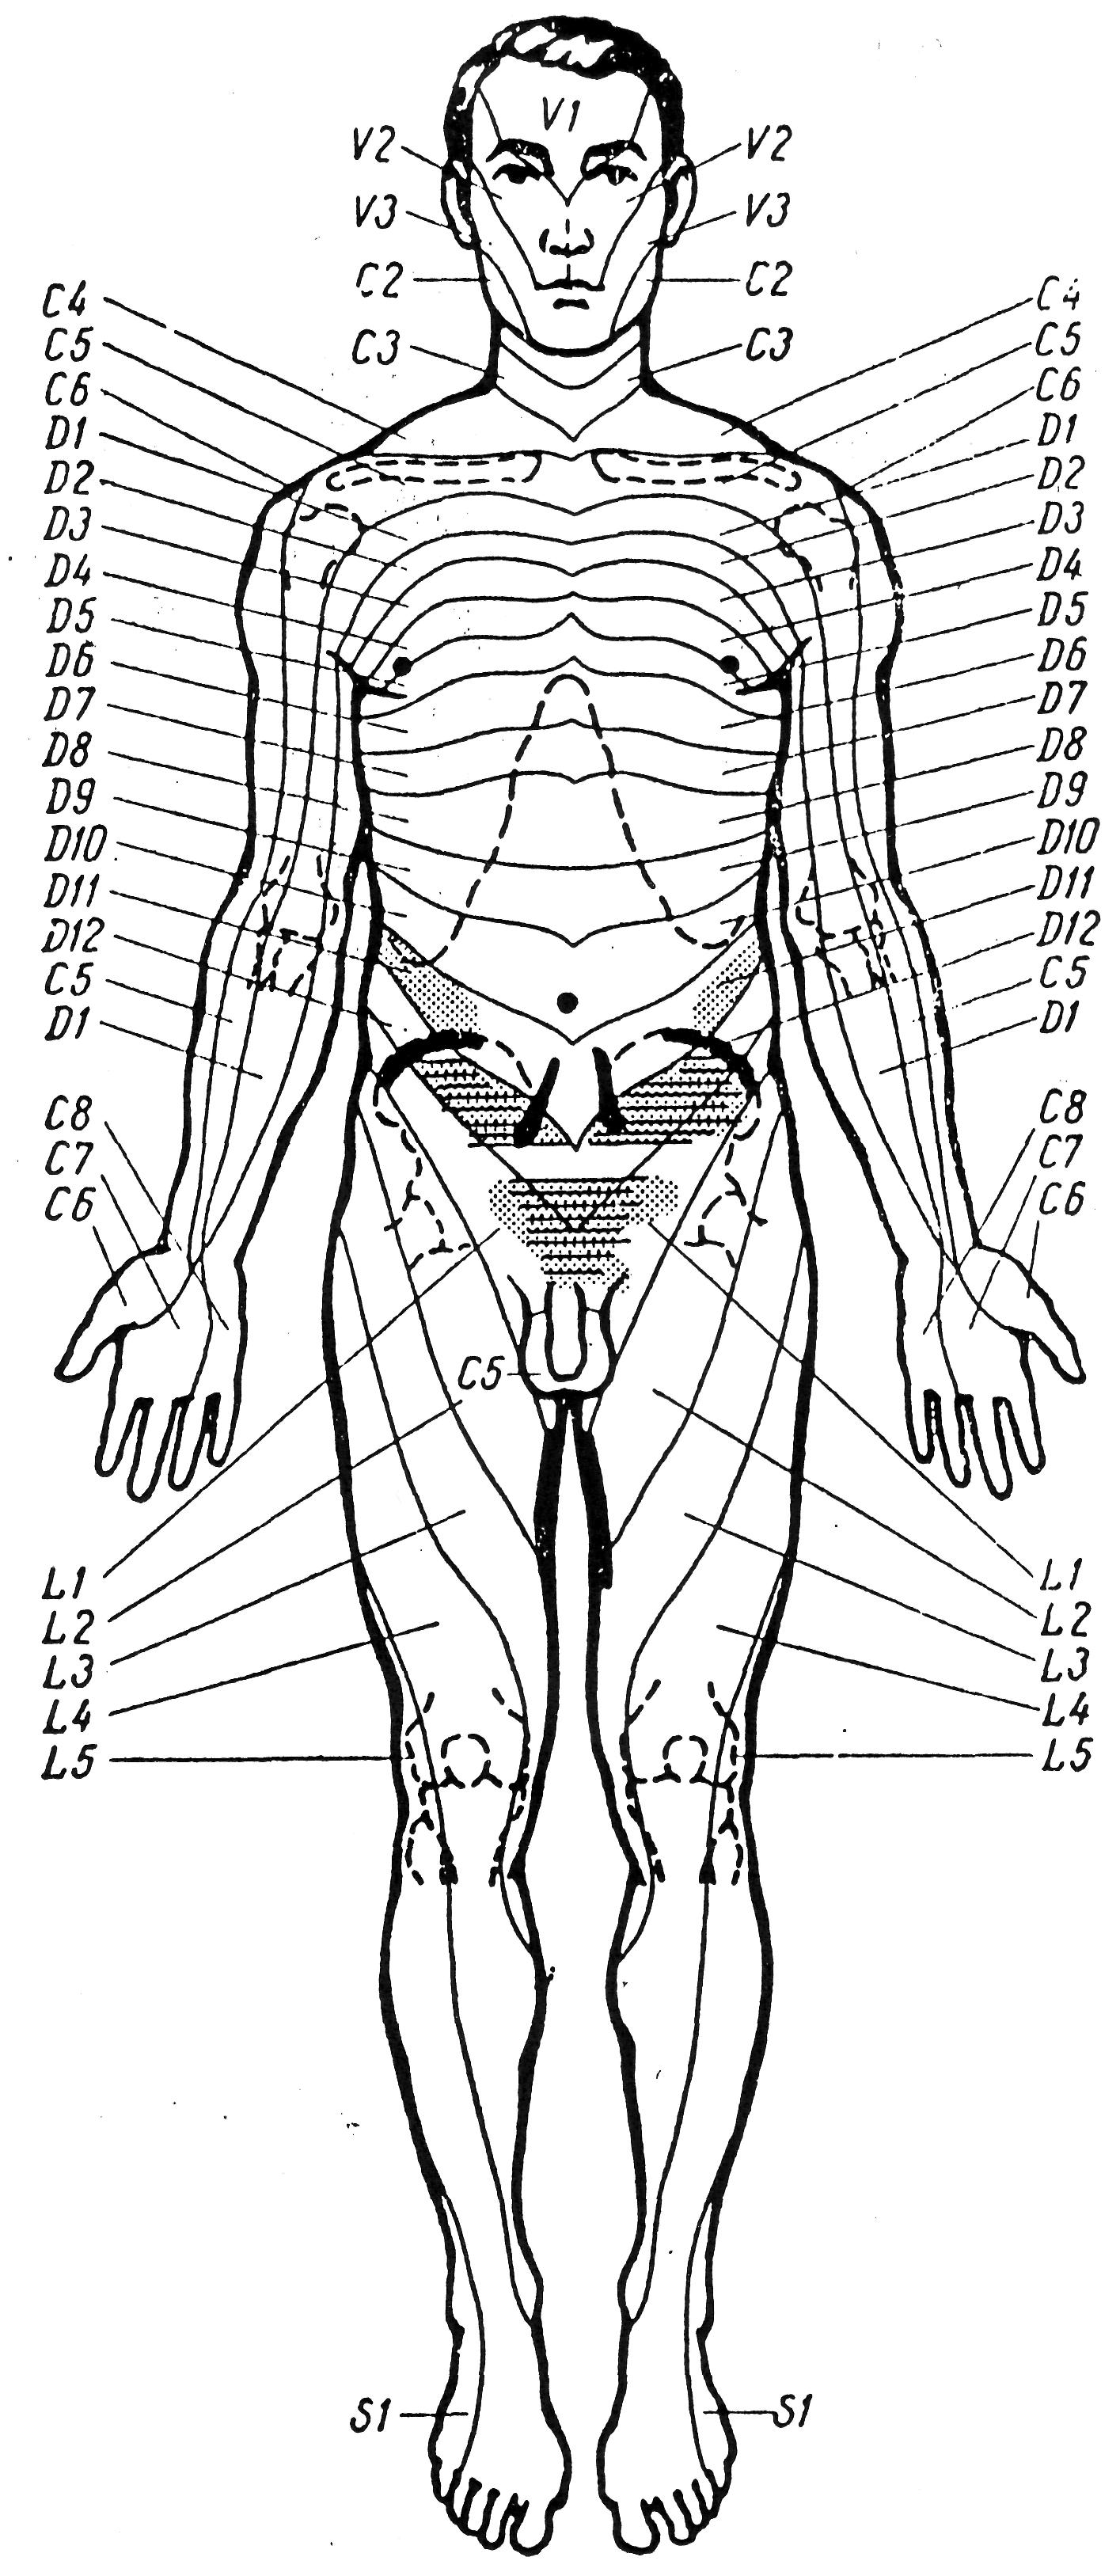 V1
V2 V2
V3 V3
C2 C2
C4 C4
C5 C3 C3 C5
C6 C6
D1 D1
D2 D2
D3 D3
D4 D4
D5 D5
D6 D6
D7 D7
D8 D8
D9 D9
D10 D10
D11 D11
D12 D12
C5 C5
D1 D1
C8 C8
C7 C7
C6 C6
C5
L1 L1
L2 L2
L3 L3
L4 L4
L5 L5
S1 S1